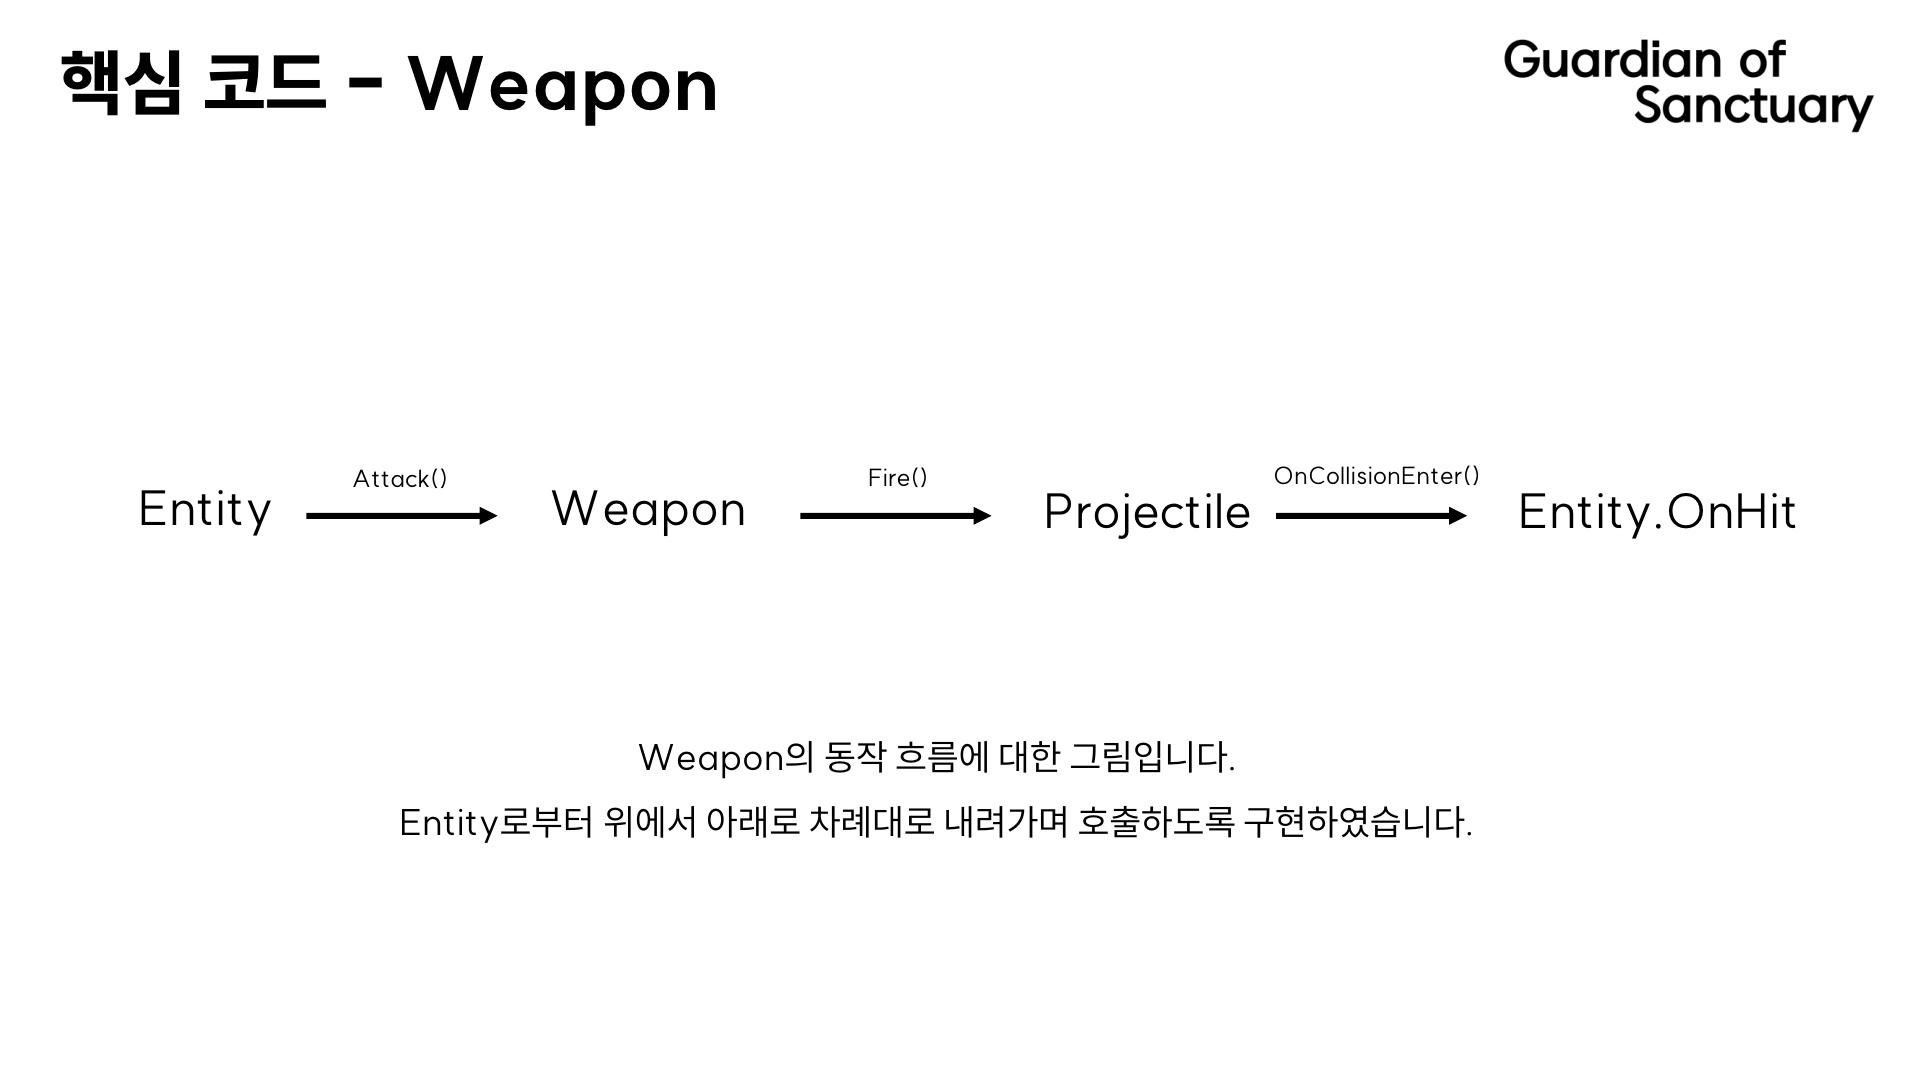 핵심 코드 - Weapon
Guardian of
Sanctuary
Entity
Attack()
Weapon
Fire()
Projectile
OnCollisionEnter()
Entity.OnHit
Weapon의 동작 흐름에 대한 그림입니다.
Entity로부터 위에서 아래로 차례대로 내려가며 호출하도록 구현하였습니다.